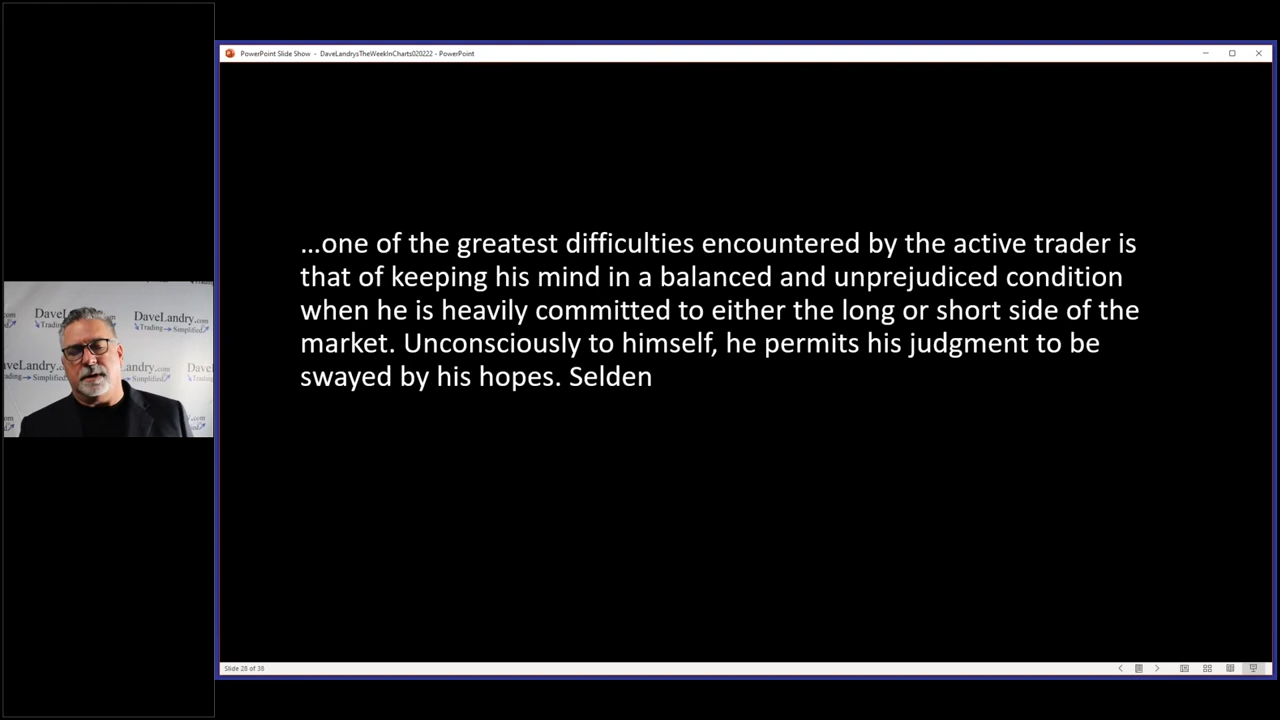 PowerPoint Slide Show - DaveLandrysTheWeekInCharts020222 - PowerPoint
...one of the greatest difficulties encountered by the active trader is
that of keeping his mind in a balanced and unprejudiced condition
when he is heavily committed to either the long or short side of the
market. Unconsciously to himself, he permits his judgment to be
swayed by his hopes. Selden
DaveLandry.com
Trading Simplified
DaveLandry.com
Trading Simplified
Slide 28 of 38